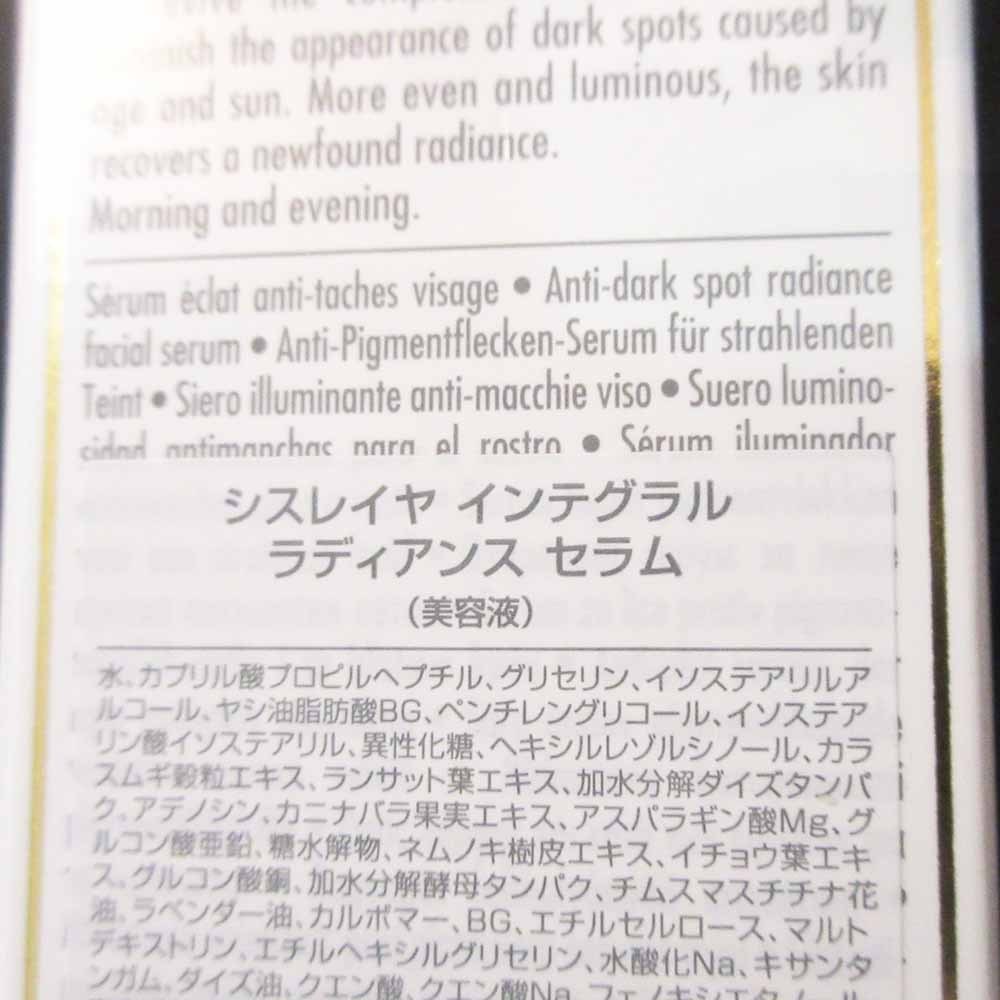 the appearance of dark spots caused by
age and sun. More even and luminous, the skin
recovers a newfound radiance.
Morning and evening.
Sérum éclat anti-taches visage • Anti-dark spot radiance
facial serum • Anti-Pigmentflecken-Serum für strahlenden
Teint • Siero illuminante anti-macchie viso • Suero lumino-
sidad antimanchas para el rostro • Sérum iluminador
シスレイヤ インテグラル
ラディアンス セラム
(美容液)
水、カプリル酸プロピルヘプチル、グリセリン、イソステアリルア
ルコール、ヤシ油脂肪酸BG、ペンチレングリコール、イソステア
リン酸イソステアリル、異性化糖、ヘキシルレゾルシノール、カラ
スムギ穀粒エキス、ランサット葉エキス、加水分解ダイズタンパ
ク、アデノシン、カニナバラ果実エキス、アスパラギン酸Mg、グ
ルコン酸亜鉛、糖水解物、ネムノキ樹皮エキス、イチョウ葉エキ
ス、グルコン酸銅、加水分解酵母タンパク、チムスマスチチナ花
油、ラベンダー油、カルボマー、BG、エチルセルロース、マルト
デキストリン、エチルヘキシルグリセリン、水酸化Na、キサンタ
ンガム、ダイズ油、クエン酸、クエン酸Na、フェノキシエタノール